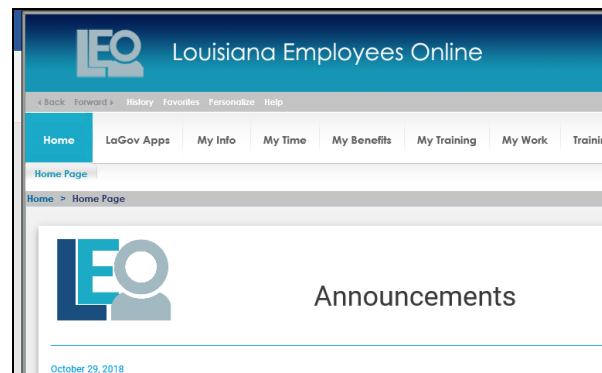 LEO Louisiana Employees Online
◂ Back Forward ▸ History Favorites Personalize Help
Home LaGov Apps My Info My Time My Benefits My Training My Work Traini
Home Page
Home > Home Page
LEO
Announcements
October 29, 2018